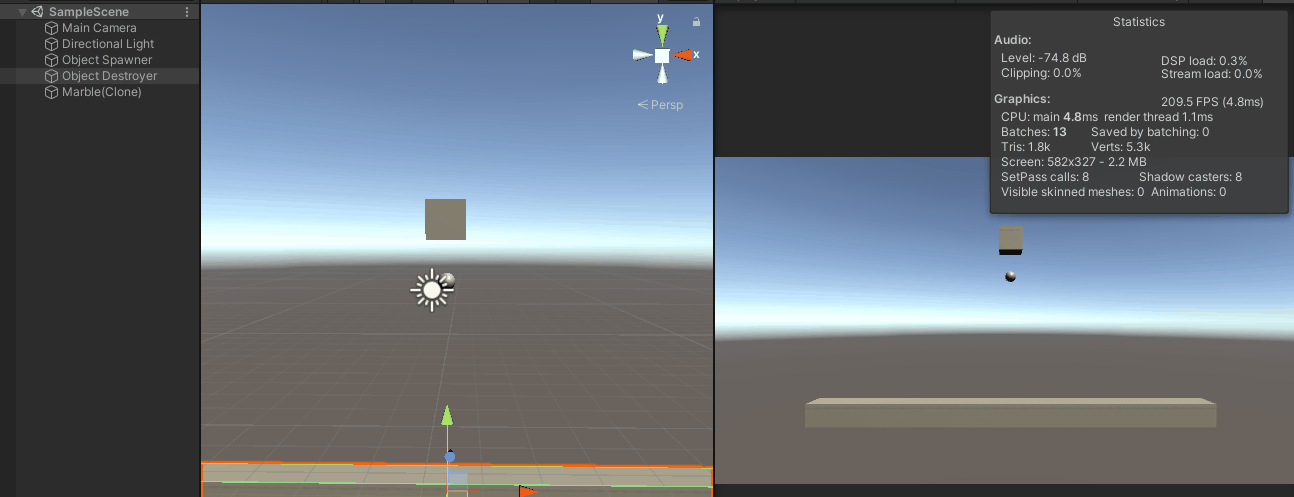 SampleScene
Main Camera
Directional Light
Object Spawner
Object Destroyer
Marble(Clone)
y
x
Persp
Statistics
Audio:
Level: -74.8 dB
DSP load: 0.3%
Clipping: 0.0%
Stream load: 0.0%
Graphics:
209.5 FPS (4.8ms)
CPU: main 4.8ms render thread 1.1ms
Batches: 13 Saved by batching: 0
Tris: 1.8k Verts: 5.3k
Screen: 582x327 - 2.2 MB
SetPass calls: 8 Shadow casters: 8
Visible skinned meshes: 0 Animations: 0